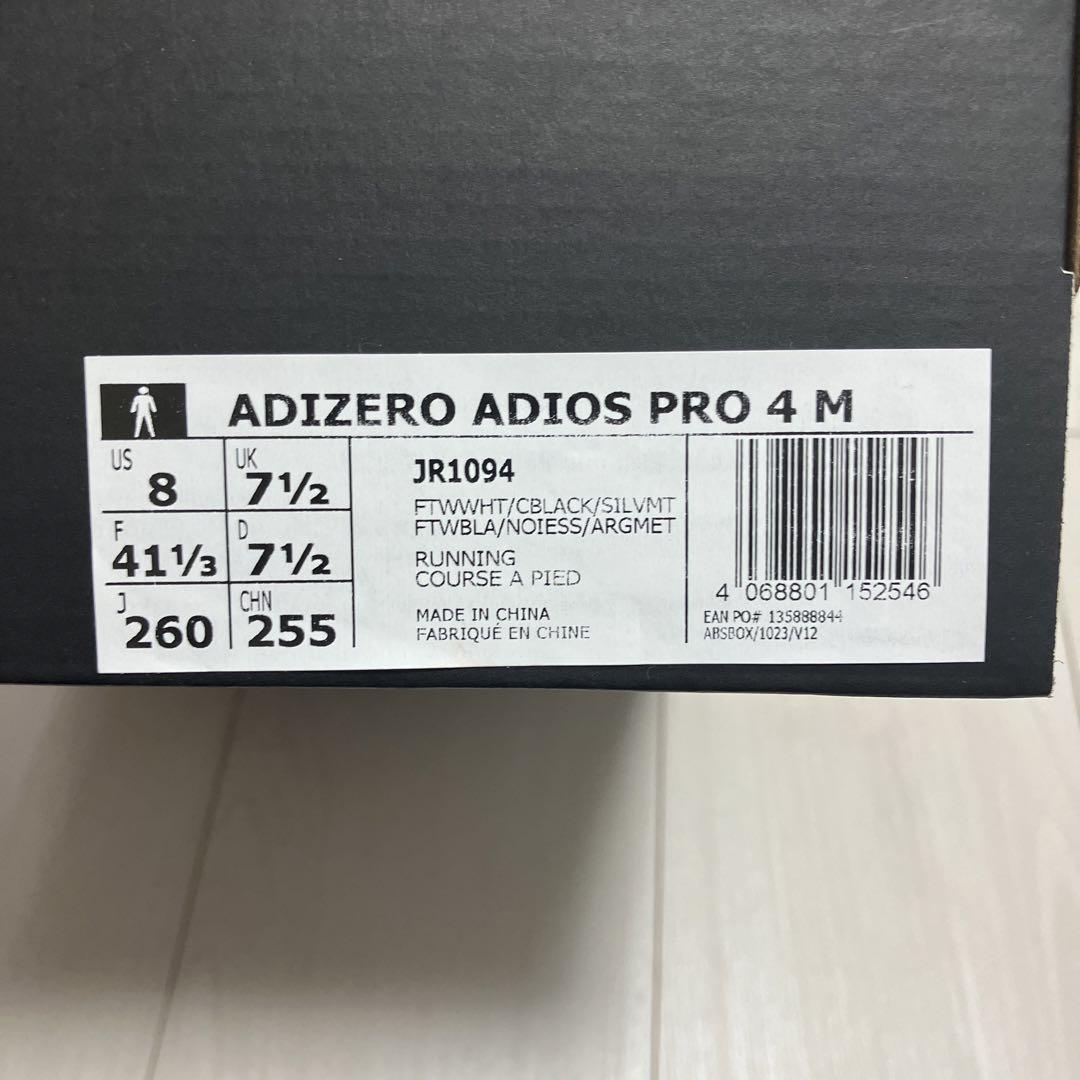 ADIZERO ADIOS PRO 4 M
US 8 UK 7½
F 41⅓ D 7½
J 260 CHN 255
JR1094
FTWWHT/CBLACK/SILVMT
FTWBLA/NOIESS/ARGMET
RUNNING
COURSE A PIED
MADE IN CHINA
FABRIQUÉ EN CHINE
4 068801 152546
EAN PO# 135888844
ABSBOX/1023/V12